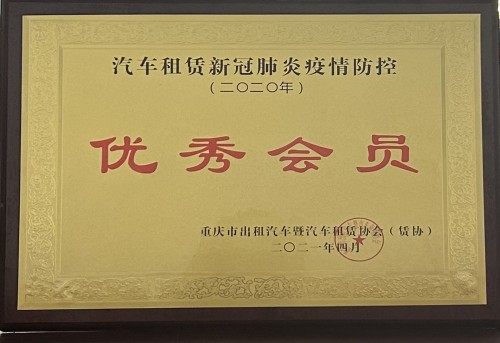 汽车租赁新冠肺炎疫情防控
(二〇二〇年)
优秀会员
重庆市出租汽车暨汽车租赁协会(赁协)
二〇二一年四月